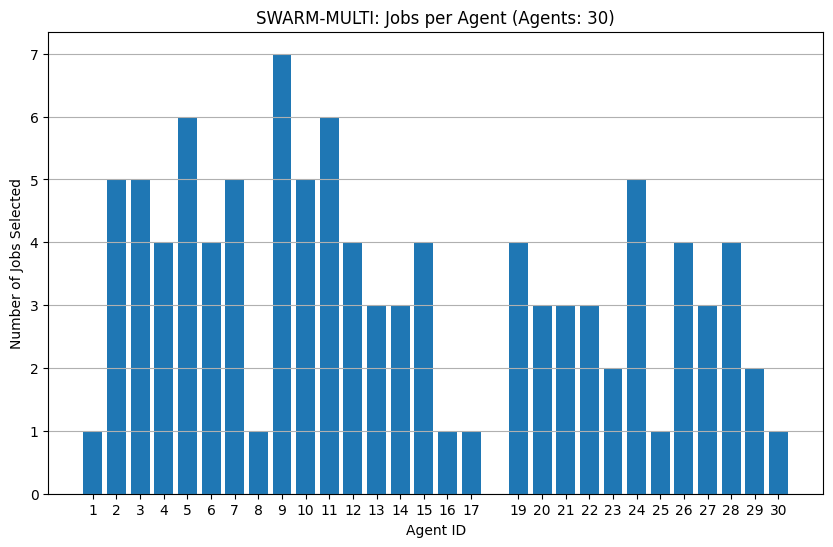 SWARM-MULTI: Jobs per Agent (Agents: 30)
Number of Jobs Selected
7
6
5
4
3
2
1
0
1 2 3 4 5 6 7 8 9 10 11 12 13 14 15 16 17 19 20 21 22 23 24 25 26 27 28 29 30
Agent ID